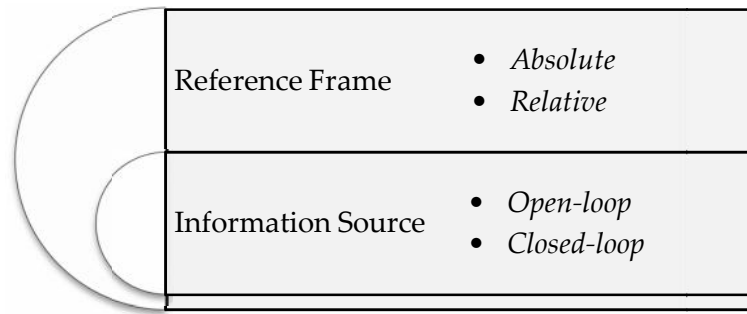 Reference Frame
• Absolute
• Relative
Information Source
• Open-loop
• Closed-loop